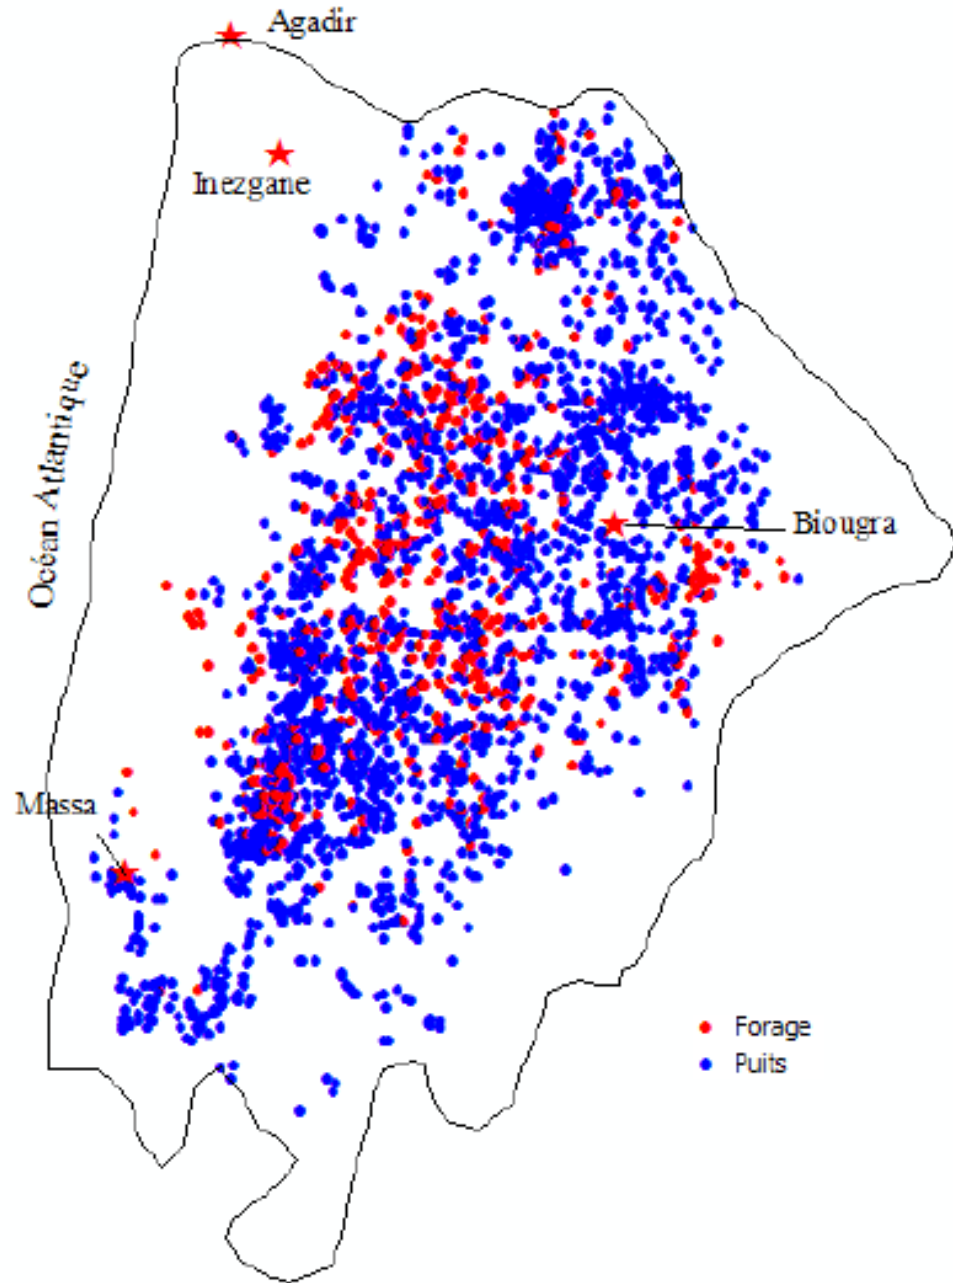 Agadir
Inezgane
Océan Atlantique
Biougra
Massa
Forage
Puits